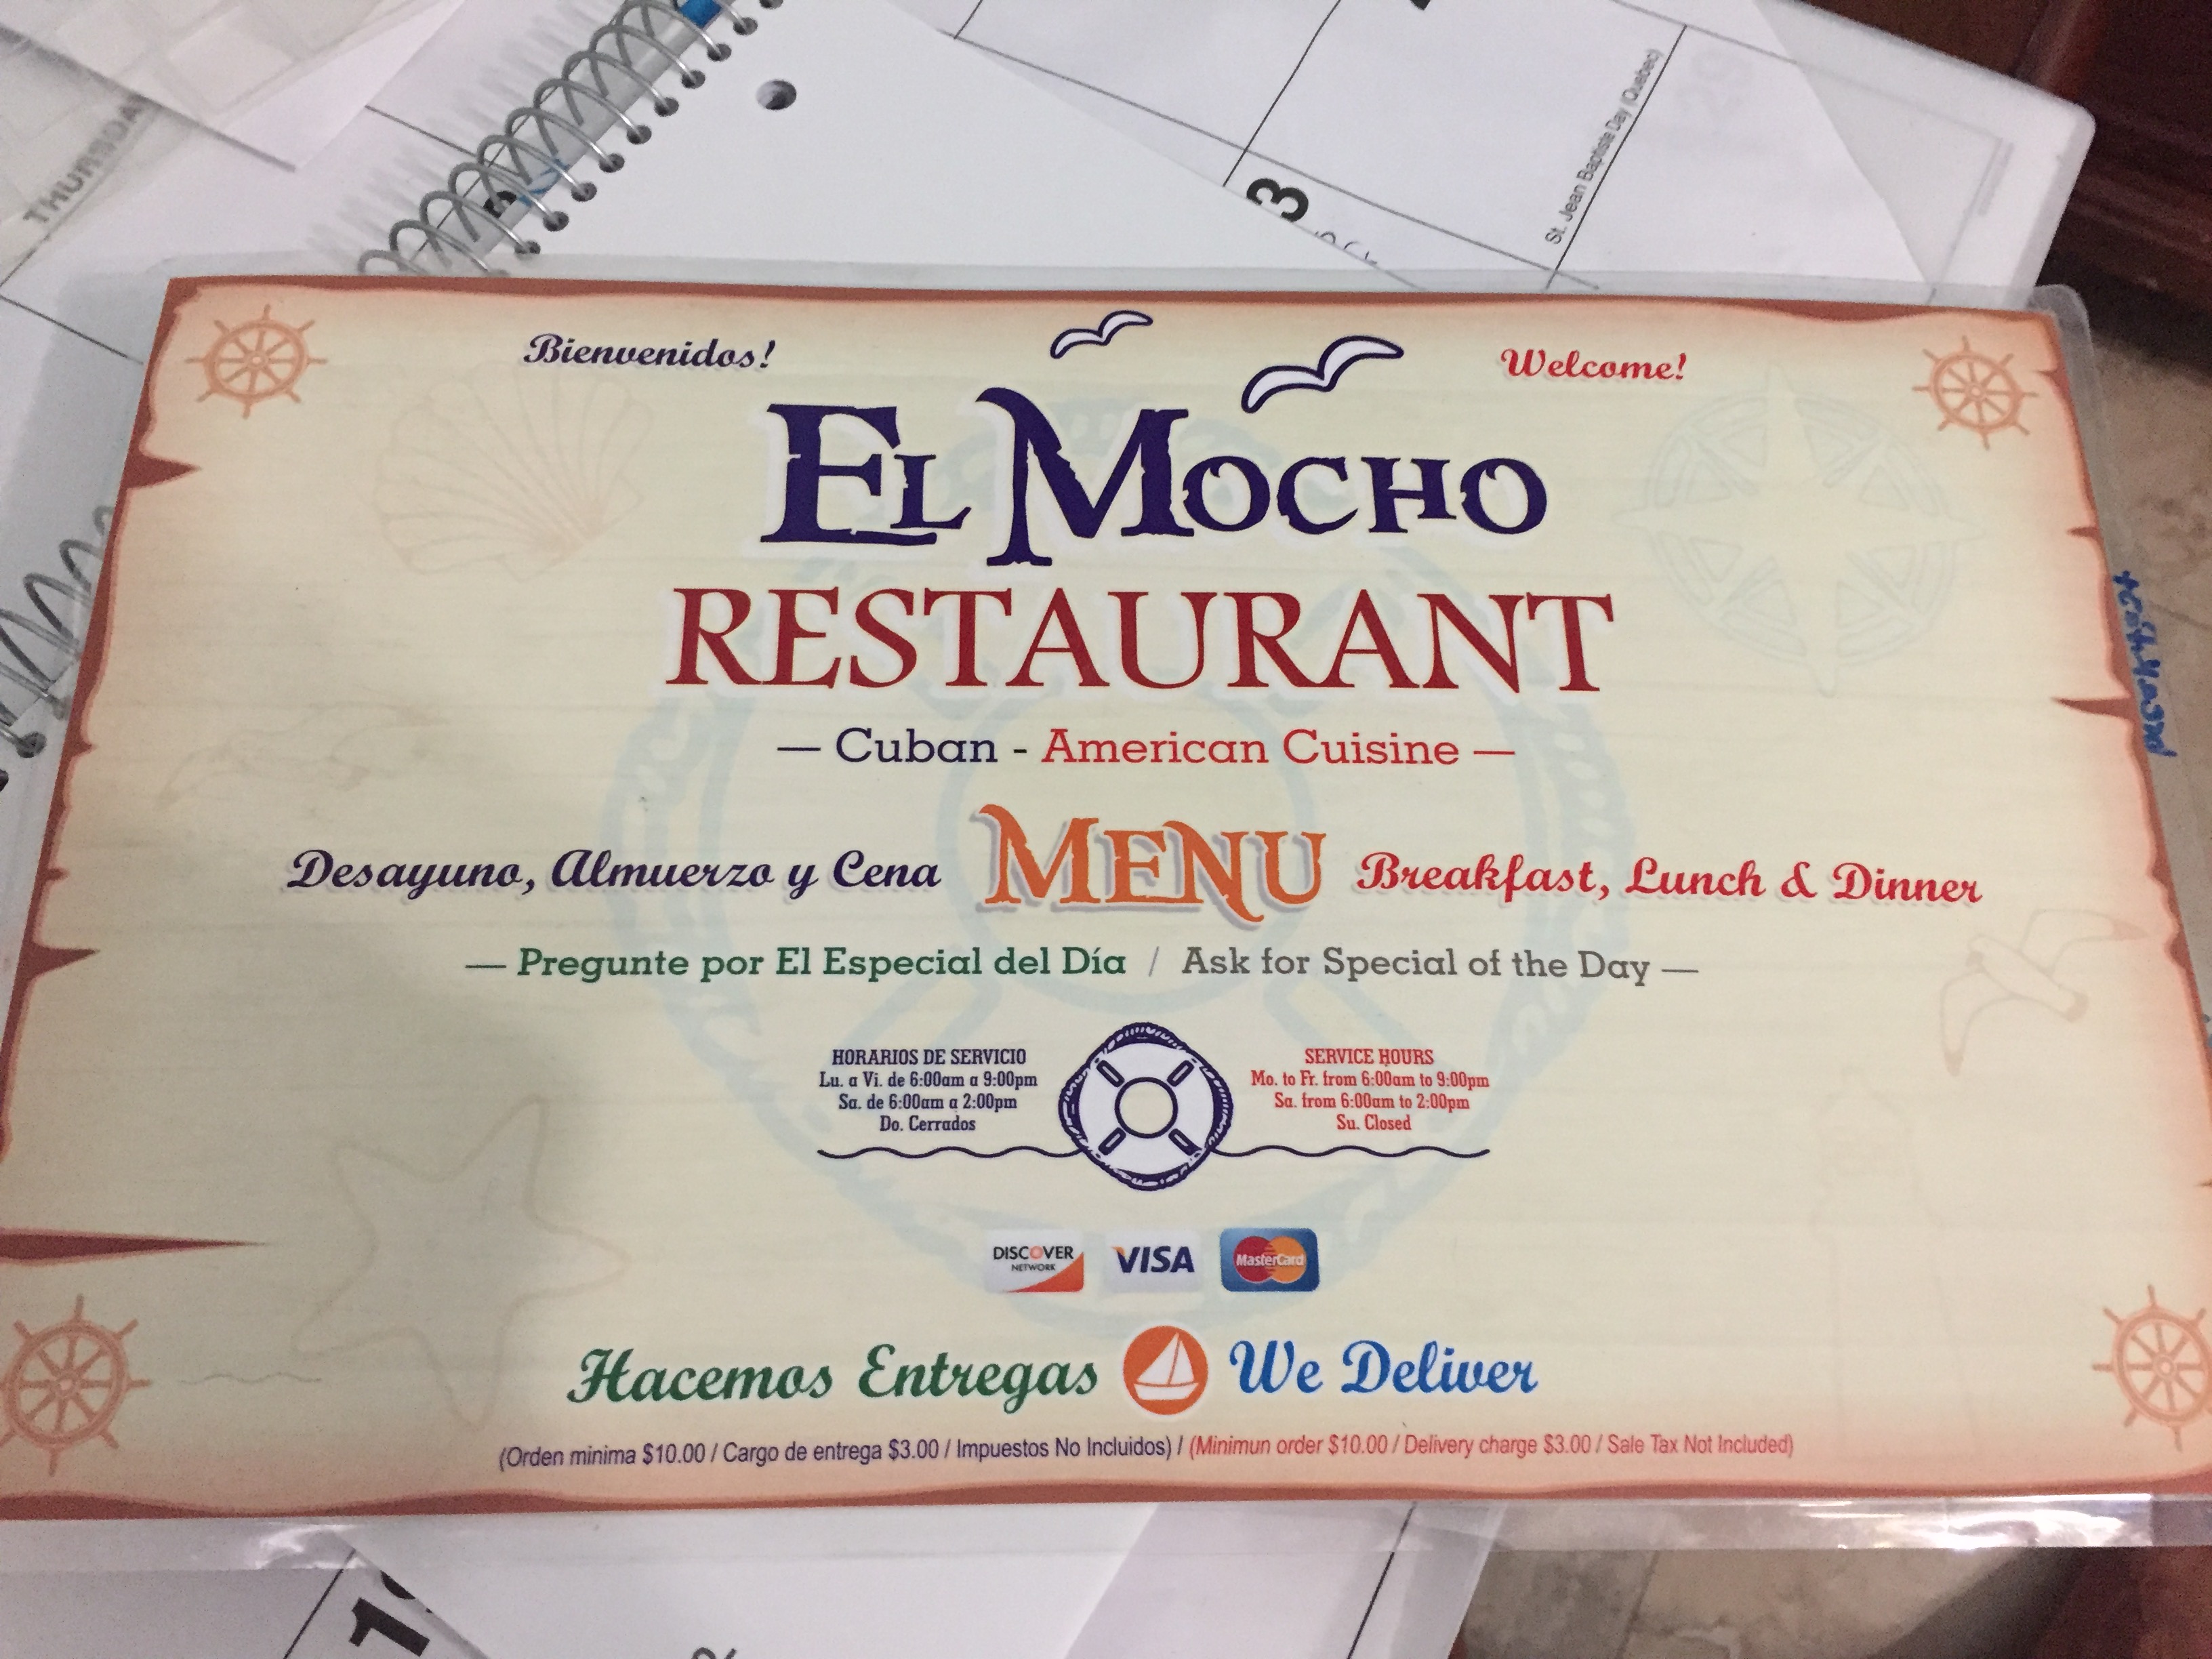 THURSDAY
3
St. Jean Baptiste Day (Quebec)
29
Bienvenidos!
Welcome!
EL MOCHO
RESTAURANT
— Cuban - American Cuisine —
Desayuno, Almuerzo y Cena
MENU
Breakfast, Lunch & Dinner
— Pregunte por El Especial del Día / Ask for Special of the Day —
HORARIOS DE SERVICIO
Lu. a Vi. de 6:00am a 9:00pm
Sa. de 6:00am a 2:00pm
Do. Cerrados
SERVICE HOURS
Mo. to Fr. from 6:00am to 9:00pm
Sa. from 6:00am to 2:00pm
Su. Closed
DISCOVER
NETWORK
VISA
MasterCard
Hacemos Entregas
We Deliver
(Orden minima $10.00 / Cargo de entrega $3.00 / Impuestos No Incluidos) / (Minimun order $10.00 / Delivery charge $3.00 / Sale Tax Not Included)